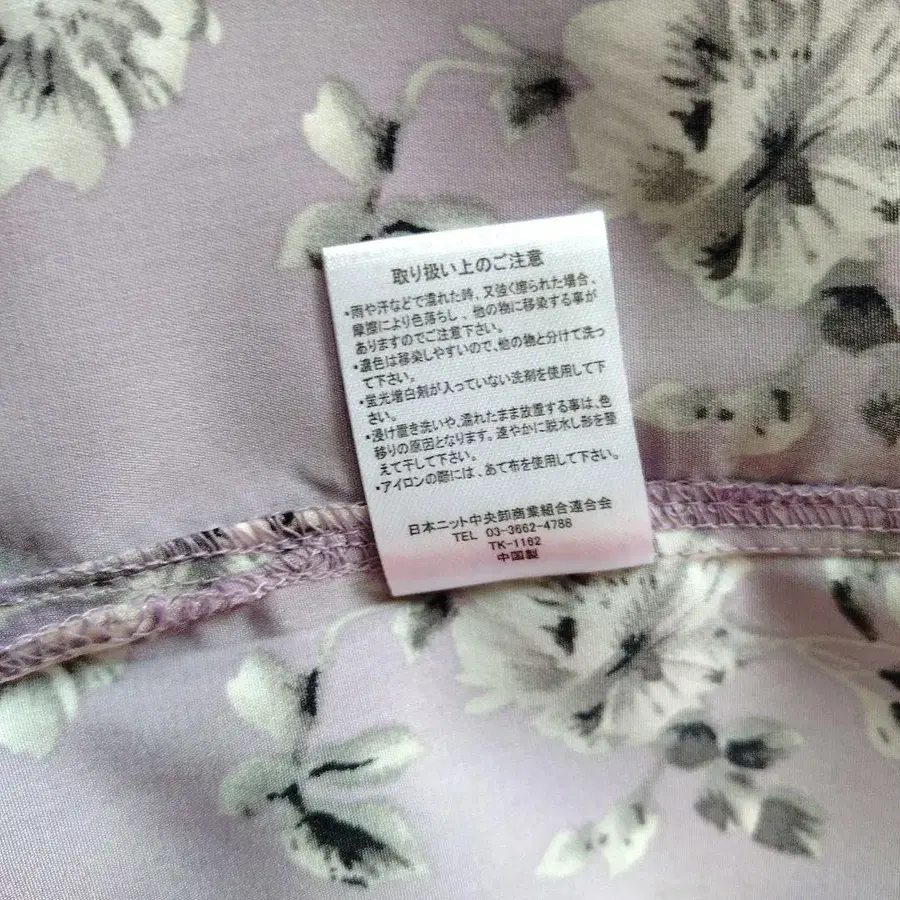 取り扱い上のご注意
・雨や汗などで濡れた時、又強く擦られた場合、
摩擦により色落ちし、他の物に移染する事が
ありますのでご注意下さい。
・濃色は移染しやすいので、他の物と分けて洗っ
て下さい。
・蛍光増白剤が入っていない洗剤を使用して下
さい。
・浸け置き洗いや、濡れたまま放置する事は、色
移りの原因となります。速やかに脱水し形を整
えて干して下さい。
・アイロンの際には、あて布を使用して下さい。
日本ニット中央卸商業組合連合会
TEL 03-3662-4788
TK-1162
中国製